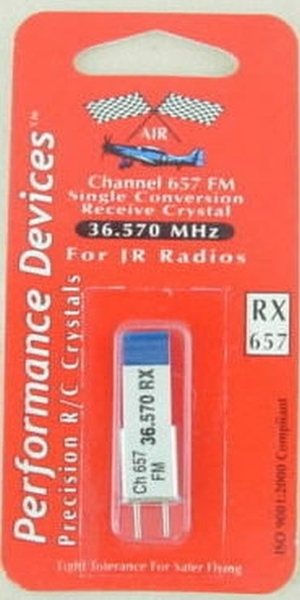 AIR
Channel 657 FM
Single Conversion
Receive Crystal
36.570 MHz
For JR Radios
Performance Devices™
Precision R/C Crystals
RX
657
Ch 657 36.570 RX
FM
ISO 9001:2000 Compliant
Tight Tolerance For Safer Flying